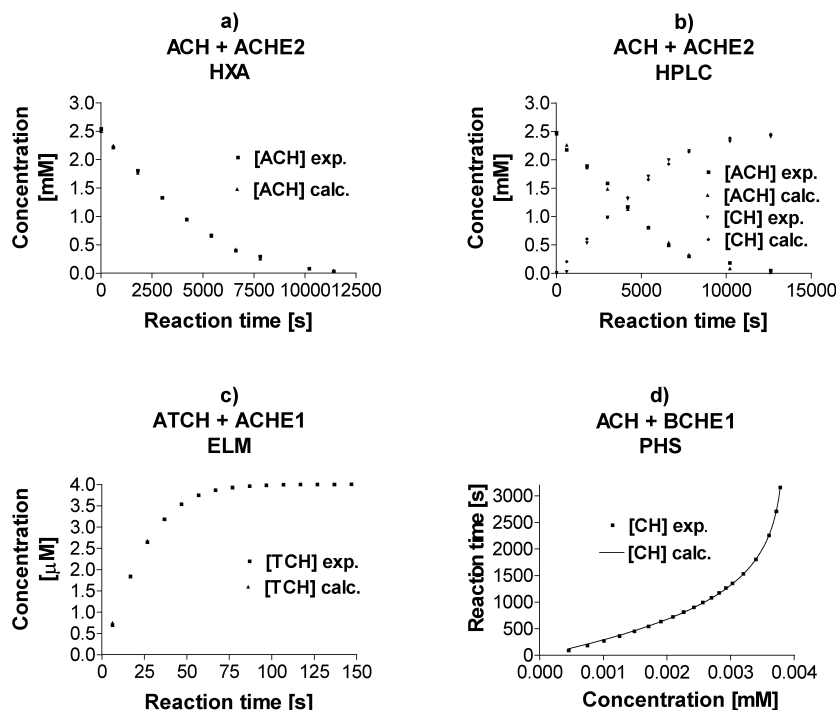 a)
ACH + ACHE2
HXA
Concentration
[mM]
3.0
2.5
2.0
1.5
1.0
0.5
0.0
[ACH] exp.
[ACH] calc.
0 2500 5000 7500 10000 12500
Reaction time [s]
b)
ACH + ACHE2
HPLC
Concentration
[mM]
3.0
2.5
2.0
1.5
1.0
0.5
0.0
[ACH] exp.
[ACH] calc.
[CH] exp.
[CH] calc.
0 5000 10000 15000
Reaction time [s]
c)
ATCH + ACHE1
ELM
Concentration
[µM]
4.0
3.5
3.0
2.5
2.0
1.5
1.0
0.5
0.0
[TCH] exp.
[TCH] calc.
0 25 50 75 100 125 150
Reaction time [s]
d)
ACH + BCHE1
PHS
Reaction time [s]
3000
2500
2000
1500
1000
500
0
[CH] exp.
[CH] calc.
0.000 0.001 0.002 0.003 0.004
Concentration [mM]